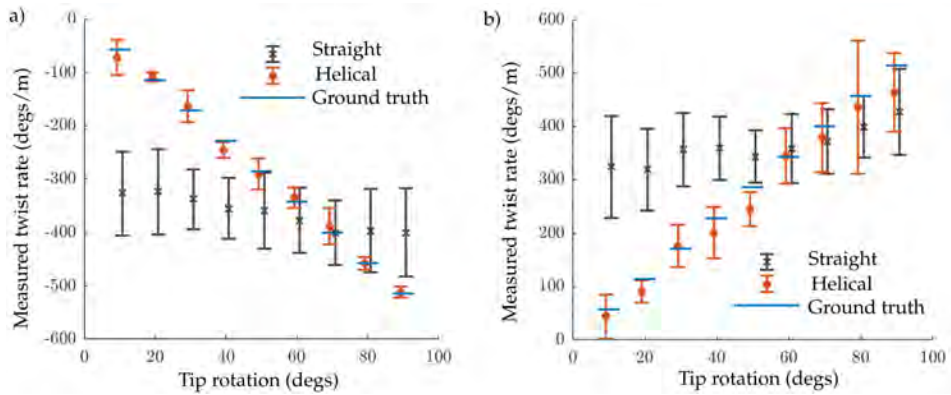 a)
Measured twist rate (degs/m)
0
-100
-200
-300
-400
-500
-600
Straight
Helical
Ground truth
0 20 40 60 80 100
Tip rotation (degs)
b)
Measured twist rate (degs/m)
600
500
400
300
200
100
0
Straight
Helical
Ground truth
0 20 40 60 80 100
Tip rotation (degs)